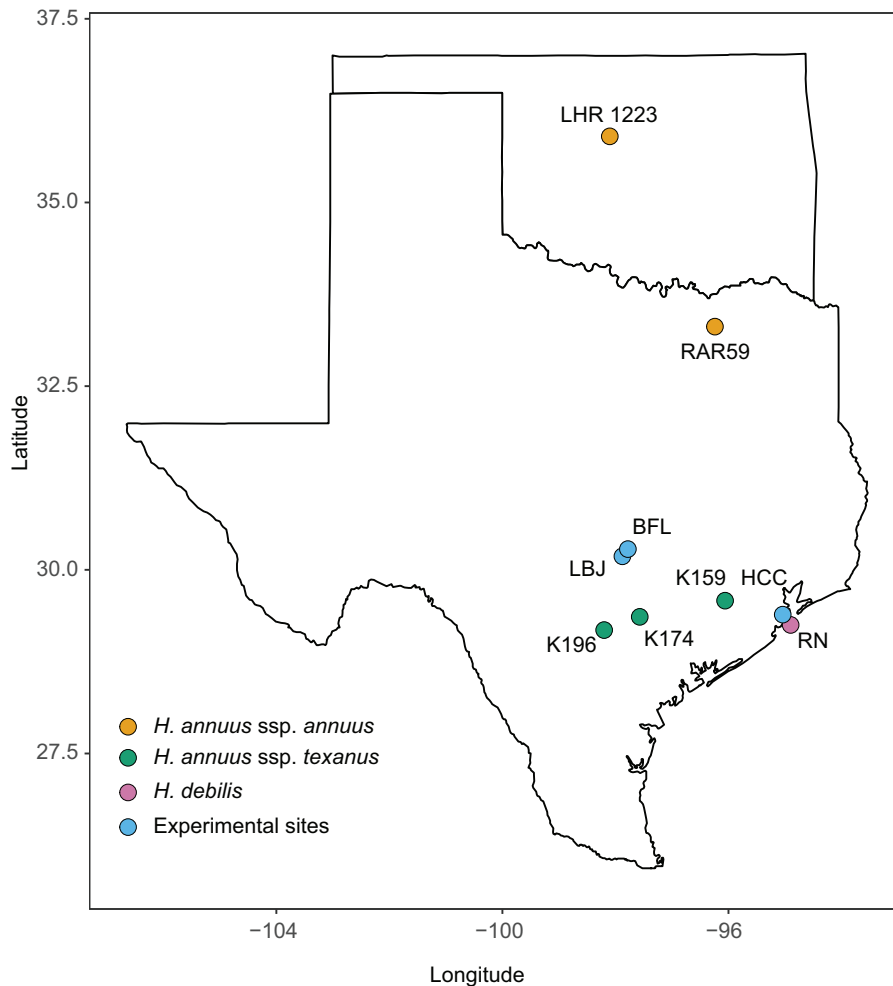 37.5
LHR 1223
35.0
RAR59
32.5
Latitude
BFL
LBJ
30.0
K159 HCC
K196
K174
RN
H. annuus ssp. annuus
H. annuus ssp. texanus
27.5
H. debilis
Experimental sites
−104 −100 −96
Longitude